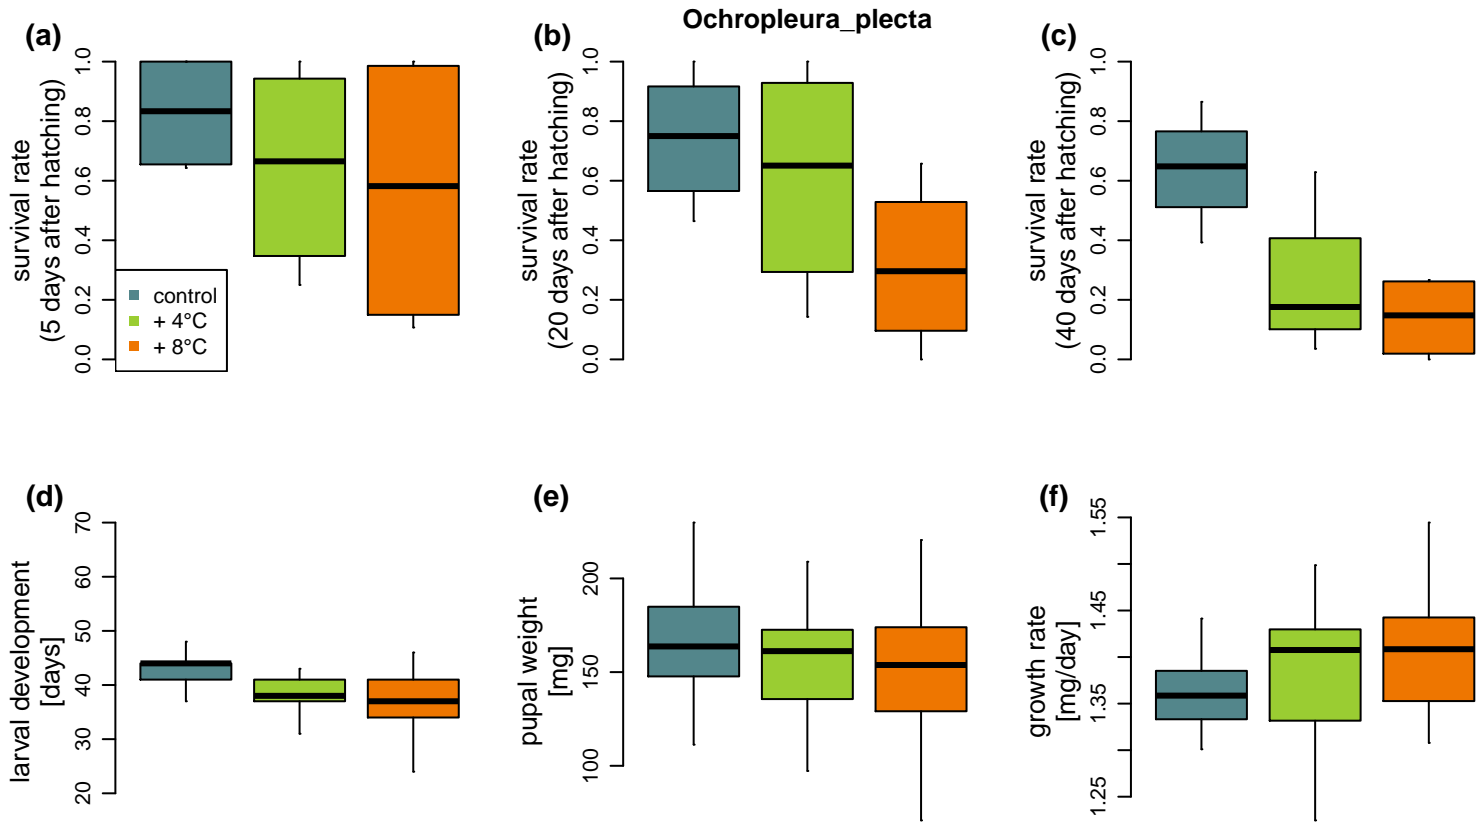 Ochropleura_plecta
(a)
survival rate
(5 days after hatching)
0.0 0.2 0.4 0.6 0.8 1.0
control
+ 4°C
+ 8°C
(b)
survival rate
(20 days after hatching)
0.0 0.2 0.4 0.6 0.8 1.0
(c)
survival rate
(40 days after hatching)
0.0 0.2 0.4 0.6 0.8 1.0
(d)
larval development
[days]
20 30 40 50 60 70
(e)
pupal weight
[mg]
100 150 200
(f)
growth rate
[mg/day]
1.25 1.35 1.45 1.55